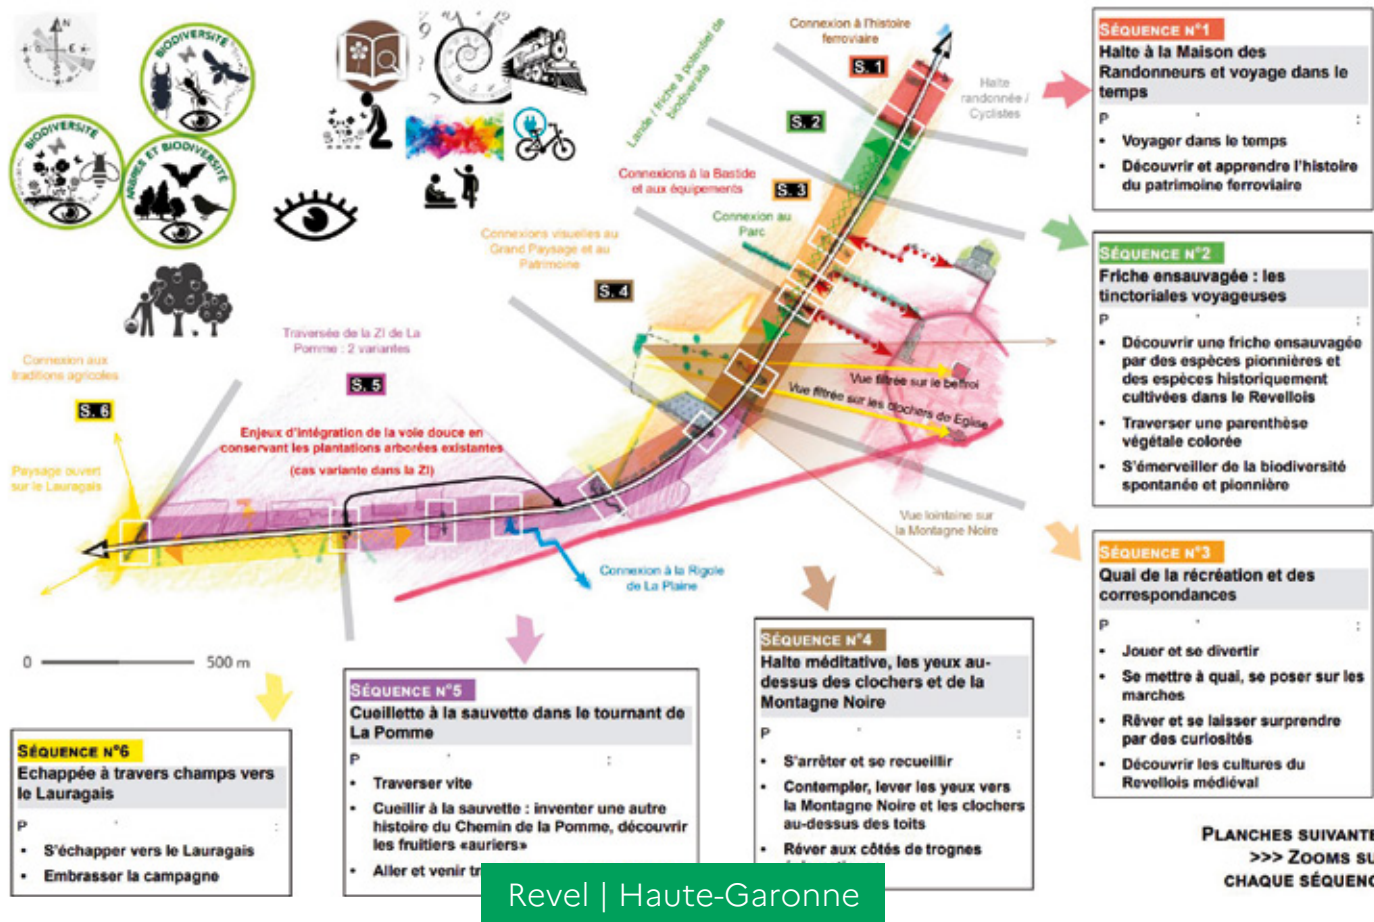 N
O
E
S
BIODIVERSITÉ
BIODIVERSITÉ
ARBRES ET BIODIVERSITÉ
Connexion à l'histoire
ferroviaire
S. 1
Lande / friche à potentiel de
biodiversité
S. 2
Halte
randonnée /
Cyclistes
Connexions à la Bastide
et aux équipements
S. 3
Connexion au
Parc
Connexions visuelles au
Grand Paysage et au
Patrimoine
S. 4
Traversée de la ZI de La
Pomme : 2 variantes
S. 5
Connexion aux
traditions agricoles
S. 6
Enjeux d'intégration de la voie douce en
conservant les plantations arborées existantes
(cas variante dans la ZI)
Paysage ouvert
sur le Lauragais
Vue filtrée sur le beffroi
Vue filtrée sur les clochers de Eglise
Vue lointaine sur
la Montagne Noire
Connexion à la Rigole
de La Plaine
0 500 m
SÉQUENCE N°1
Halte à la Maison des
Randonneurs et voyage dans le
temps
P ' :
• Voyager dans le temps
• Découvrir et apprendre l'histoire
du patrimoine ferroviaire
SÉQUENCE N°2
Friche ensauvagée : les
tinctoriales voyageuses
P ' :
• Découvrir une friche ensauvagée
par des espèces pionnières et
des espèces historiquement
cultivées dans le Revellois
• Traverser une parenthèse
végétale colorée
• S'émerveiller de la biodiversité
spontanée et pionnière
SÉQUENCE N°3
Quai de la récréation et des
correspondances
P ' :
• Jouer et se divertir
• Se mettre à quai, se poser sur les
marches
• Rêver et se laisser surprendre
par des curiosités
• Découvrir les cultures du
Revellois médiéval
SÉQUENCE N°4
Halte méditative, les yeux au-
dessus des clochers et de la
Montagne Noire
P ' :
• S'arrêter et se recueillir
• Contempler, lever les yeux vers
la Montagne Noire et les clochers
au-dessus des toits
• Rêver aux côtés de trognes
SÉQUENCE N°5
Cueillette à la sauvette dans le tournant de
La Pomme
P ' :
• Traverser vite
• Cueillir à la sauvette : inventer une autre
histoire du Chemin de la Pomme, découvrir
les fruitiers «auriers»
• Aller et venir
SÉQUENCE N°6
Echappée à travers champs vers
le Lauragais
P ' :
• S'échapper vers le Lauragais
• Embrasser la campagne
PLANCHES SUIVANTE
>>> ZOOMS SU
CHAQUE SÉQUENC
Revel | Haute-Garonne